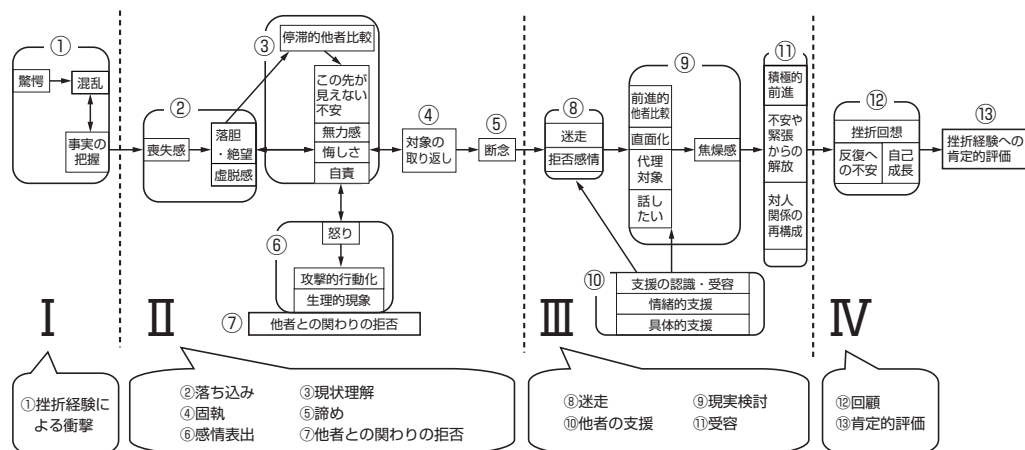 ①
驚愕
混乱
事実の
把握
②
喪失感
落胆
・絶望
虚脱感
③
停滞的他者比較
この先が
見えない
不安
無力感
悔しさ
自責
④
対象の
取り返し
⑤
断念
⑥
怒り
攻撃的行動化
生理的現象
⑦
他者との関わりの拒否
⑧
迷走
拒否感情
⑨
前進的
他者比較
直面化
代理
対象
話し
たい
焦燥感
⑩
支援の認識・受容
情緒的支援
具体的支援
⑪
積極的
前進
不安や
緊張
からの
解放
対人
関係の
再構成
⑫
挫折回想
反復へ
の不安
自己
成長
⑬
挫折経験への
肯定的評価
Ⅰ
Ⅱ
Ⅲ
Ⅳ
①挫折経験に
よる衝撃
②落ち込み ③現状理解
④固執 ⑤諦め
⑥感情表出 ⑦他者との関わりの拒否
⑧迷走 ⑨現実検討
⑩他者の支援 ⑪受容
⑫回顧
⑬肯定的評価